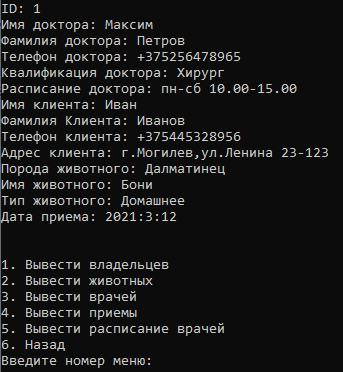 ID: 1
Имя доктора: Максим
Фамилия доктора: Петров
Телефон доктора: +375256478965
Квалификация доктора: Хирург
Расписание доктора: пн-сб 10.00-15.00
Имя клиента: Иван
Фамилия Клиента: Иванов
Телефон клиента: +375445328956
Адрес клиента: г.Могилев,ул.Ленина 23-123
Порода животного: Далматинец
Имя животного: Бони
Тип животного: Домашнее
Дата приема: 2021:3:12
1. Вывести владельцев
2. Вывести животных
3. Вывести врачей
4. Вывести приемы
5. Вывести расписание врачей
6. Назад
Введите номер меню: